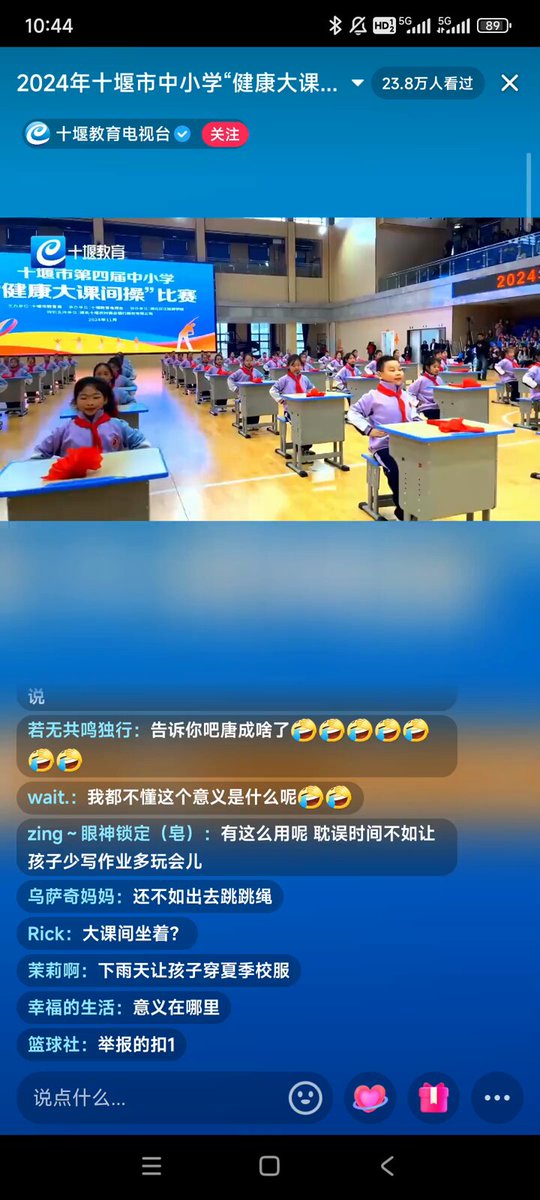 10:44
HD 1 2
5G
5G
89
2024年十堰市中小学“健康大课...
23.8万人看过
十堰教育电视台
关注
十堰教育
十堰市第四届中小学
“健康大课间操”比赛
2024年11月
2024
说
若无共鸣独行：告诉你吧唐成啥了🤣🤣🤣🤣🤣
🤣🤣
wait.：我都不懂这个意义是什么呢🤣🤣
zing～眼神锁定（皂）：有这么用呢 耽误时间不如让
孩子少写作业多玩会儿
乌萨奇妈妈：还不如出去跳跳绳
Rick：大课间坐着？
茉莉啊：下雨天让孩子穿夏季校服
幸福的生活：意义在哪里
篮球社：举报的扣1
说点什么...